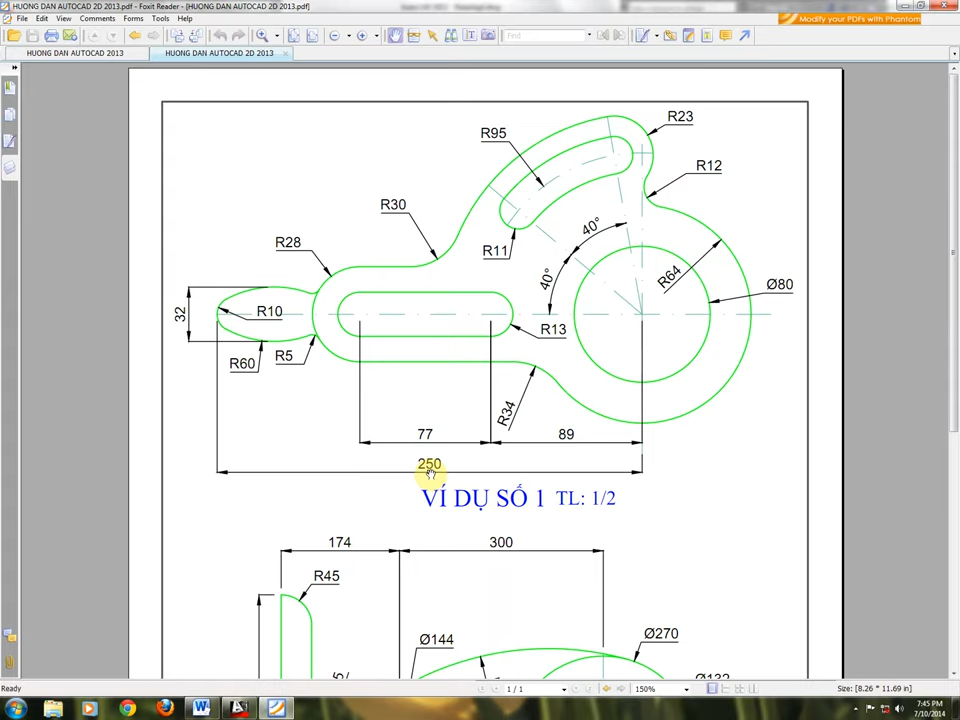 HUONG DAN AUTOCAD 2D 2013.pdf - Foxit Reader - [HUONG DAN AUTOCAD 2D 2013.pdf]
File Edit View Comments Forms Tools Help
Modify your PDFs with Phantom
Find
HUONG DAN AUTOCAD 2013
HUONG DAN AUTOCAD 2D 2013
R23
R95
R12
R30
40°
R28
R11
40°
R64
Ø80
32
R10
R13
R5
R60
R34
77
89
250
VÍ DỤ SỐ 1 TL: 1/2
174
300
R45
Ø144
Ø270
Ø132
Ready
1 / 1
150%
Size: [8.26 * 11.69 in]
7:45 PM
7/10/2014